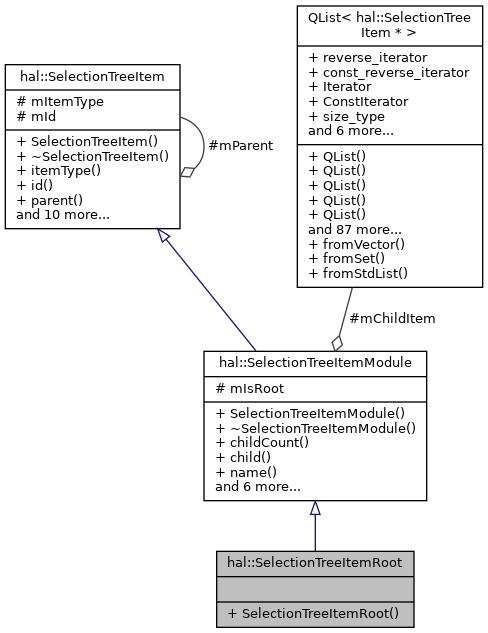 QList< hal::SelectionTree
Item * >
+ reverse_iterator
+ const_reverse_iterator
+ Iterator
+ ConstIterator
+ size_type
and 6 more...
+ QList()
+ QList()
+ QList()
+ QList()
+ QList()
and 87 more...
+ fromVector()
+ fromSet()
+ fromStdList()
hal::SelectionTreeItem
# mItemType
# mId
+ SelectionTreeItem()
+ ~SelectionTreeItem()
+ itemType()
+ id()
+ parent()
and 10 more...
#mParent
#mChildItem
hal::SelectionTreeItemModule
# mIsRoot
+ SelectionTreeItemModule()
+ ~SelectionTreeItemModule()
+ childCount()
+ child()
+ name()
and 6 more...
hal::SelectionTreeItemRoot
+ SelectionTreeItemRoot()